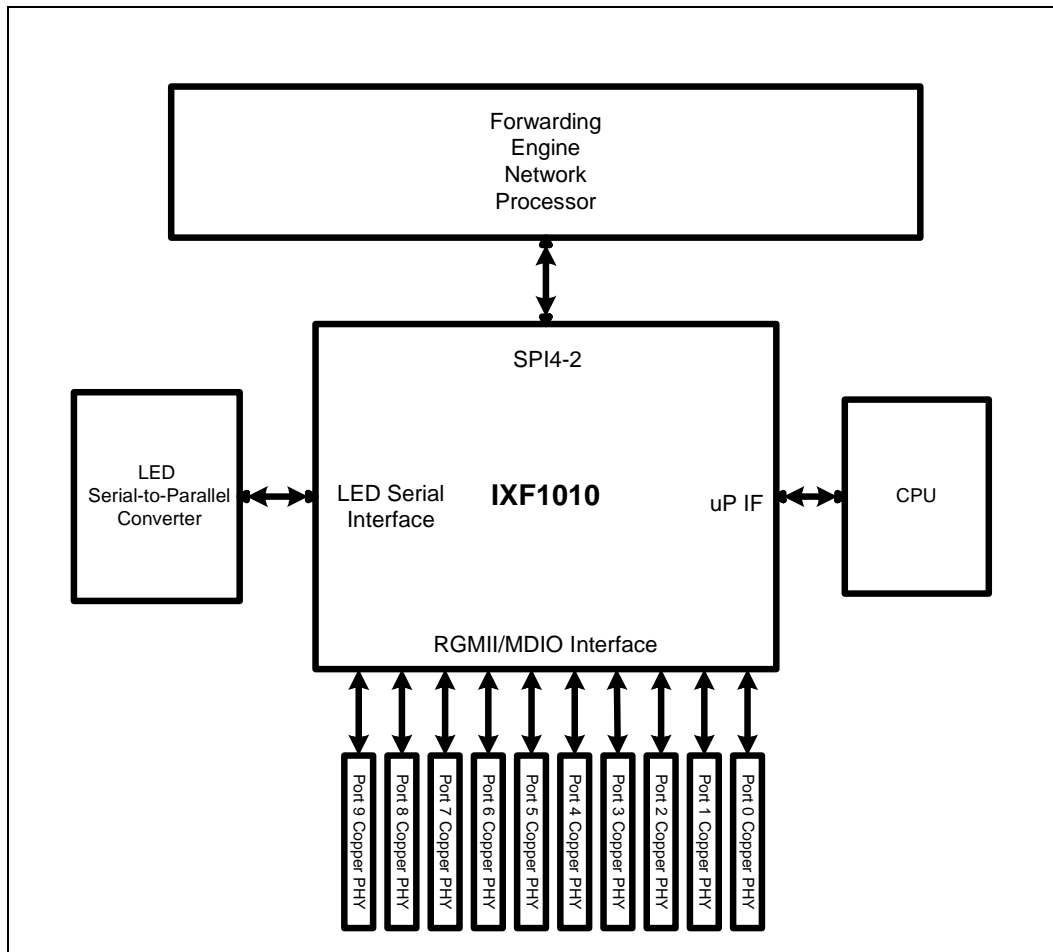 Forwarding
Engine
Network
Processor
SPI4-2
LED
Serial-to-Parallel
Converter
LED Serial
Interface
IXF1010
uP IF
CPU
RGMII/MDIO Interface
Port 9 Copper PHY
Port 8 Copper PHY
Port 7 Copper PHY
Port 6 Copper PHY
Port 5 Copper PHY
Port 4 Copper PHY
Port 3 Copper PHY
Port 2 Copper PHY
Port 1 Copper PHY
Port 0 Copper PHY